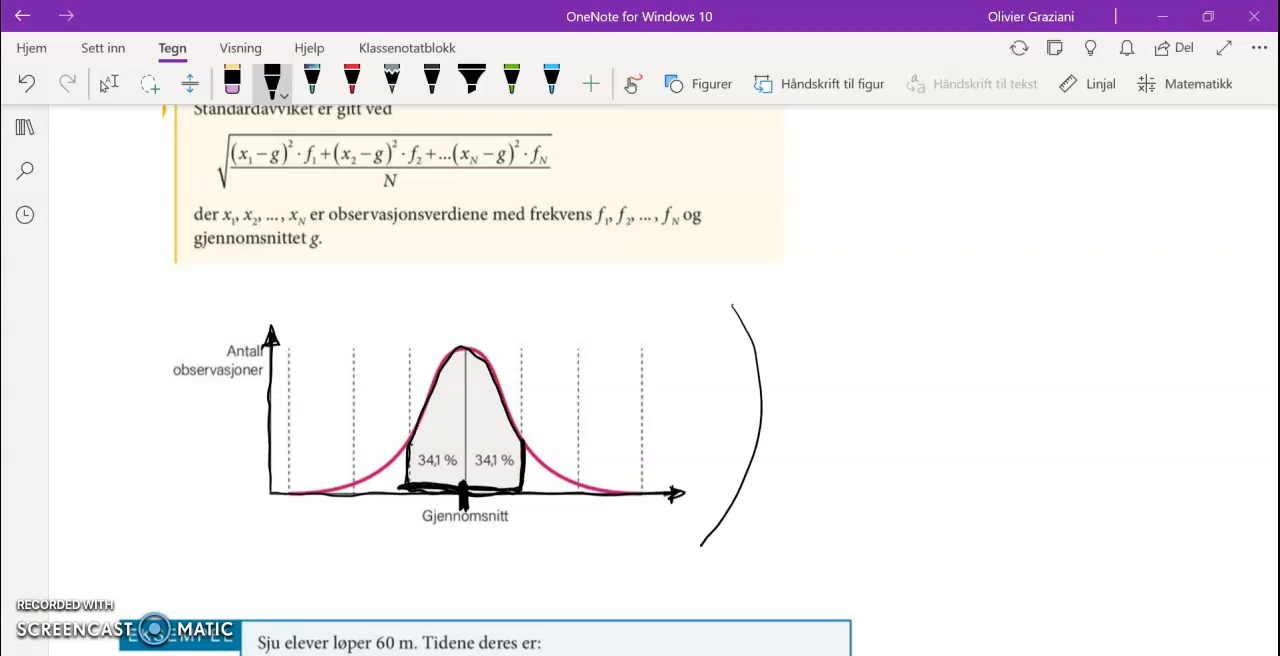 OneNote for Windows 10
Olivier Graziani
Hjem Sett inn Tegn Visning Hjelp Klassenotatblokk
Del
Figurer Håndskrift til figur Håndskrift til tekst Linjal Matematikk
Standardavviket er gitt ved
√((x₁ – g)² · f₁ + (x₂ – g)² · f₂ + ...(x_N – g)² · f_N
N
der x₁, x₂, ..., x_N er observasjonsverdiene med frekvens f₁, f₂, ..., f_N og
gjennomsnittet g.
Antall
observasjoner
34,1 % 34,1 %
Gjennomsnitt
RECORDED WITH
SCREENCAST MATIC
EKSEMPEL
Sju elever løper 60 m. Tidene deres er: